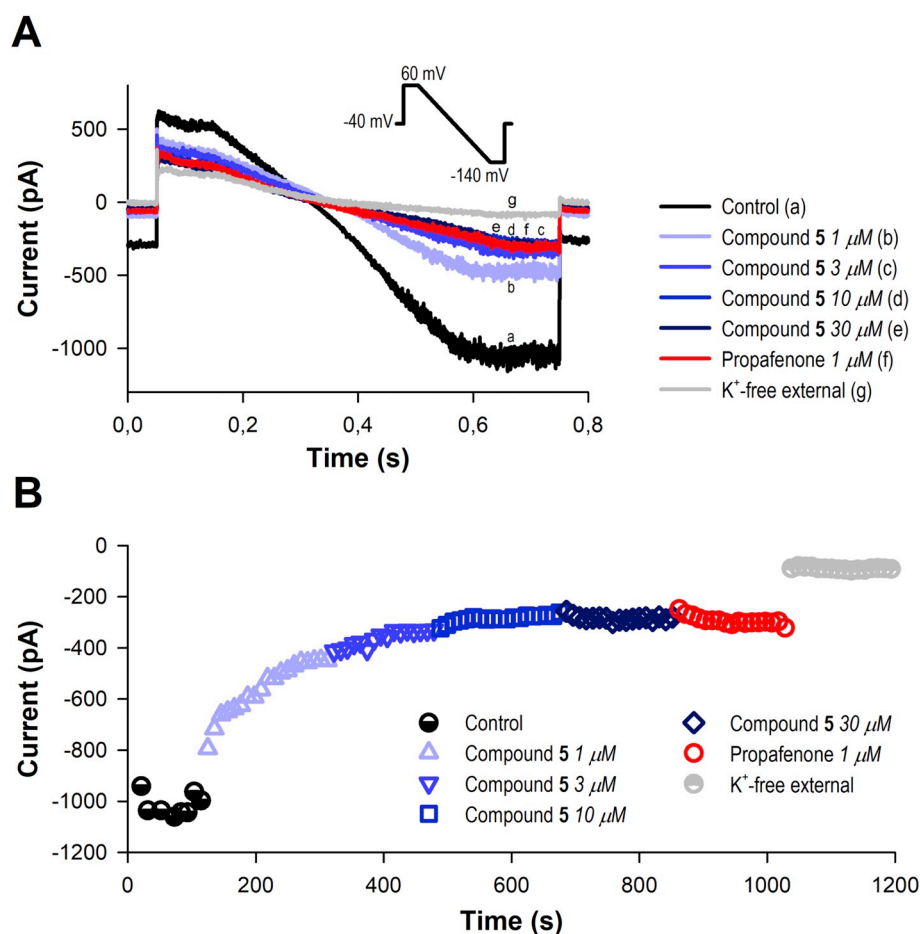 A
60 mV
-40 mV
-140 mV
500
0
-500
-1000
Current (pA)
g
e d f c
b
a
0,0 0,2 0,4 0,6 0,8
Time (s)
Control (a)
Compound 5 1 μM (b)
Compound 5 3 μM (c)
Compound 5 10 μM (d)
Compound 5 30 μM (e)
Propafenone 1 μM (f)
K⁺-free external (g)
B
0
-200
-400
-600
-800
-1000
-1200
Current (pA)
Control
Compound 5 1 μM
Compound 5 3 μM
Compound 5 10 μM
Compound 5 30 μM
Propafenone 1 μM
K⁺-free external
0 200 400 600 800 1000 1200
Time (s)